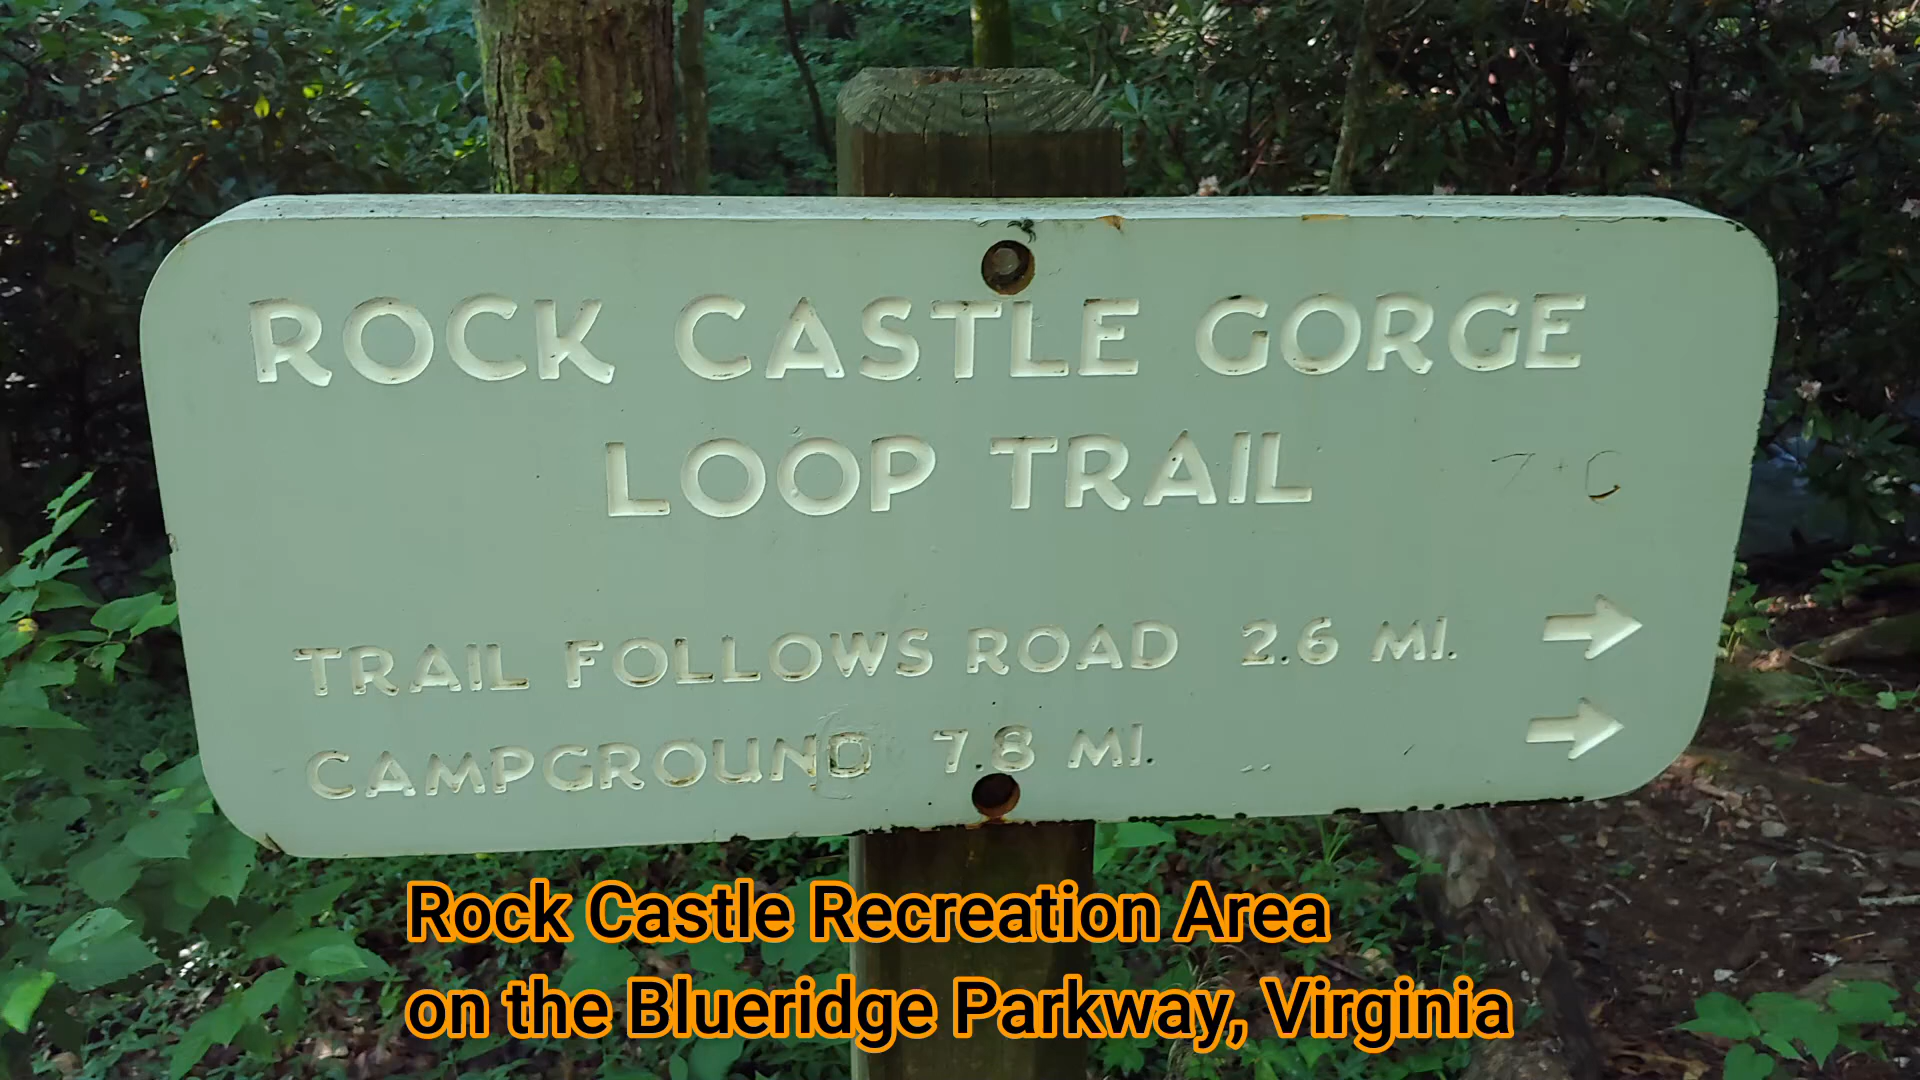 ROCK CASTLE GORGE
LOOP TRAIL
TRAIL FOLLOWS ROAD 2.6 MI.
CAMPGROUND 7.8 MI.
Rock Castle Recreation Area
on the Blueridge Parkway, Virginia